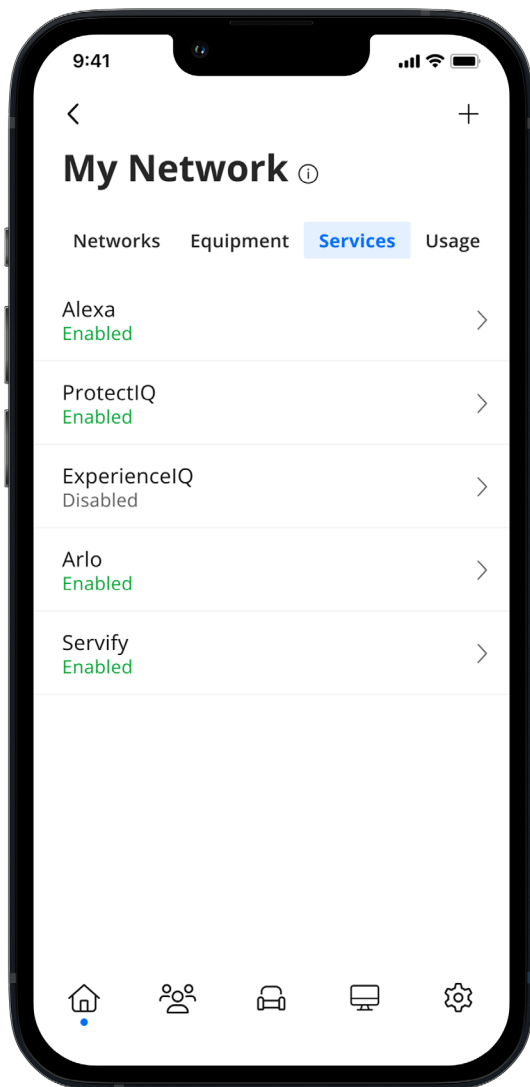 9:41
My Network
Networks Equipment Services Usage
Alexa
Enabled
ProtectIQ
Enabled
ExperienceIQ
Disabled
Arlo
Enabled
Servify
Enabled